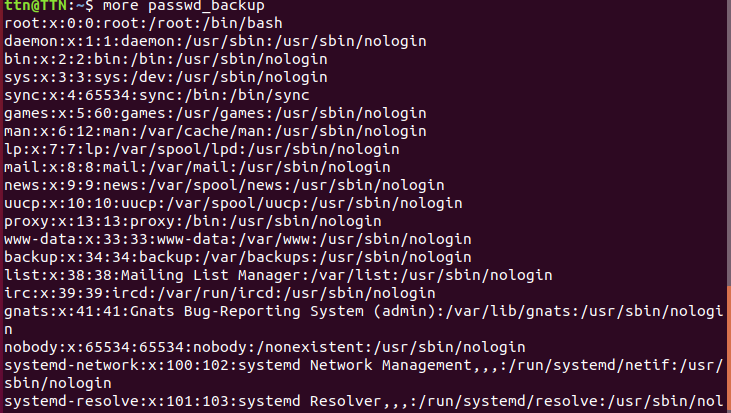 ttn@TTN:~$ more passwd_backup
root:x:0:0:root:/root:/bin/bash
daemon:x:1:1:daemon:/usr/sbin:/usr/sbin/nologin
bin:x:2:2:bin:/bin:/usr/sbin/nologin
sys:x:3:3:sys:/dev:/usr/sbin/nologin
sync:x:4:65534:sync:/bin:/bin/sync
games:x:5:60:games:/usr/games:/usr/sbin/nologin
man:x:6:12:man:/var/cache/man:/usr/sbin/nologin
lp:x:7:7:lp:/var/spool/lpd:/usr/sbin/nologin
mail:x:8:8:mail:/var/mail:/usr/sbin/nologin
news:x:9:9:news:/var/spool/news:/usr/sbin/nologin
uucp:x:10:10:uucp:/var/spool/uucp:/usr/sbin/nologin
proxy:x:13:13:proxy:/bin:/usr/sbin/nologin
www-data:x:33:33:www-data:/var/www:/usr/sbin/nologin
backup:x:34:34:backup:/var/backups:/usr/sbin/nologin
list:x:38:38:Mailing List Manager:/var/list:/usr/sbin/nologin
irc:x:39:39:ircd:/var/run/ircd:/usr/sbin/nologin
gnats:x:41:41:Gnats Bug-Reporting System (admin):/var/lib/gnats:/usr/sbin/nologi
n
nobody:x:65534:65534:nobody:/nonexistent:/usr/sbin/nologin
systemd-network:x:100:102:systemd Network Management,,,:/run/systemd/netif:/usr/
sbin/nologin
systemd-resolve:x:101:103:systemd Resolver,,,:/run/systemd/resolve:/usr/sbin/nol